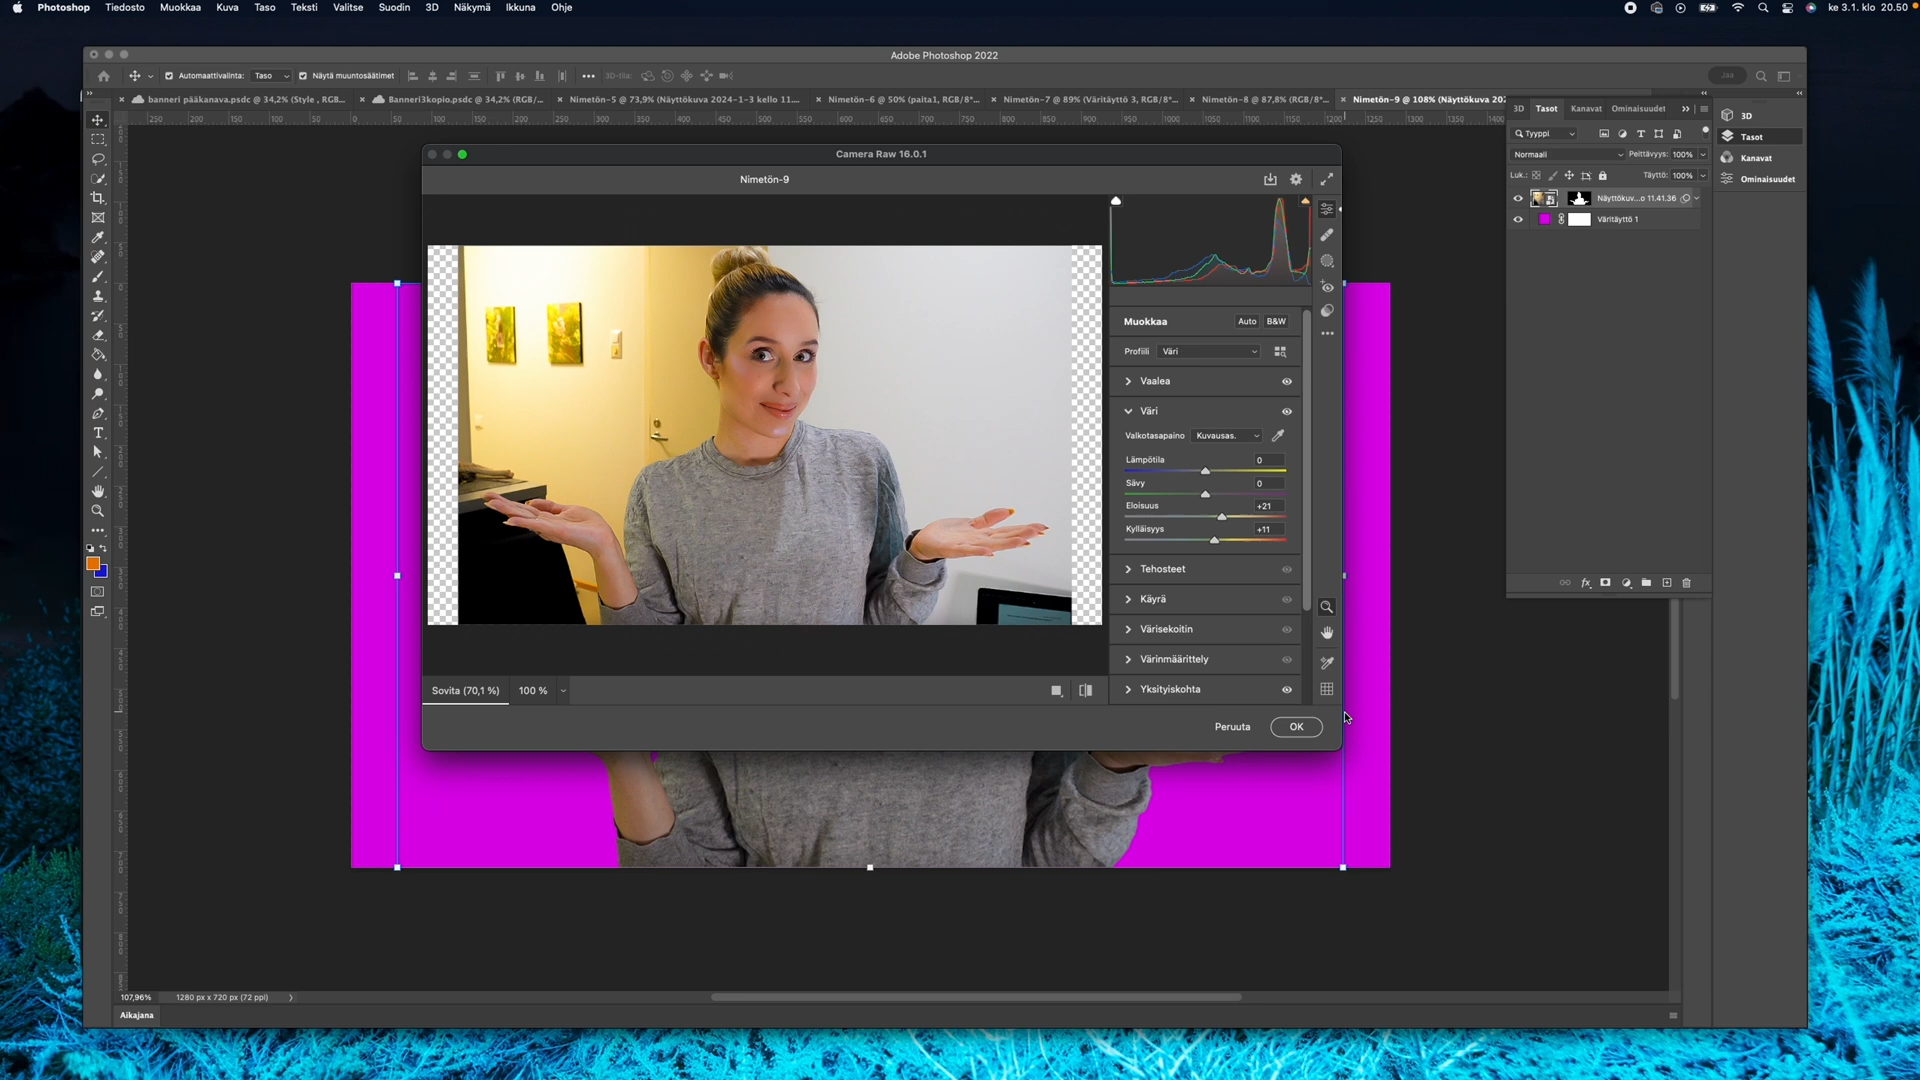 Photoshop Tiedosto Muokkaa Kuva Taso Teksti Valitse Suodin 3D Näkymä Ikkuna Ohje ke 3.1. klo 20.50
Adobe Photoshop 2022
Automaattivalinta: Taso Näytä muuntosäätimet 3D-tila: Jaa
banneri pääkanava.psdc @ 34,2% (Style , RGB... Banneri3kopio.psdc @ 34,2% (RGB/... Nimetön-5 @ 73,9% (Näyttökuva 2024-1-3 kello 11.... Nimetön-6 @ 50% (paita1, RGB/8*... Nimetön-7 @ 89% (Väritäyttö 3, RGB/8*... Nimetön-8 @ 87,8% (RGB/8*... Nimetön-9 @ 108% (Näyttökuva 202
3D Tasot Kanavat Ominaisuudet
Tyyppi
Normaali Peittävyys: 100%
Luk.: Täyttö: 100%
Näyttökuv...o 11.41.36
Väritäyttö 1
3D
Tasot
Kanavat
Ominaisuudet
Camera Raw 16.0.1
Nimetön-9
Muokkaa Auto B&W
Profiili Väri
Vaalea
Väri
Valkotasapaino Kuvausas.
Lämpötila 0
Sävy 0
Eloisuus +21
Kylläisyys +11
Tehosteet
Käyrä
Värisekoitin
Värinmäärittely
Yksityiskohta
Sovita (70,1 %) 100 %
Peruuta OK
107,96% 1280 px x 720 px (72 ppi)
Aikajana